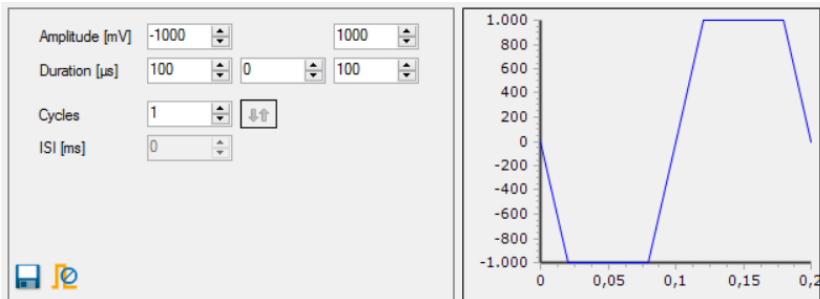 Amplitude [mV] -1000 1000
Duration [µs] 100 0 100
Cycles 1
ISI [ms] 0
1.000
800
600
400
200
0
-200
-400
-600
-800
-1.000
0 0,05 0,1 0,15 0,2